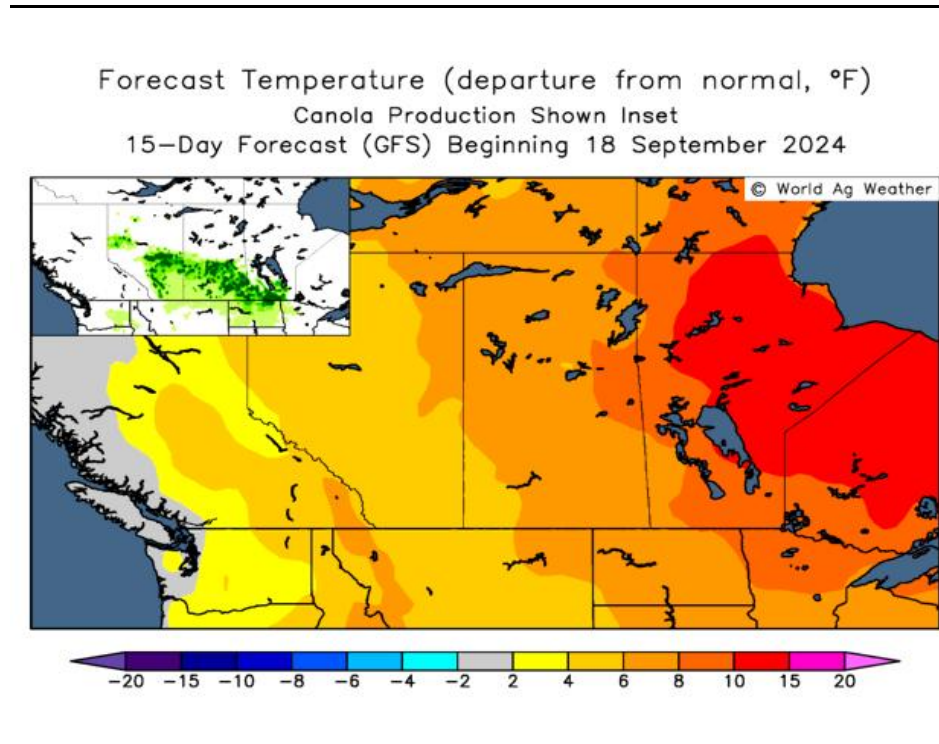 Forecast Temperature (departure from normal, °F)
Canola Production Shown Inset
15-Day Forecast (GFS) Beginning 18 September 2024
© World Ag Weather
-20 -15 -10 -8 -6 -4 -2 2 4 6 8 10 15 20